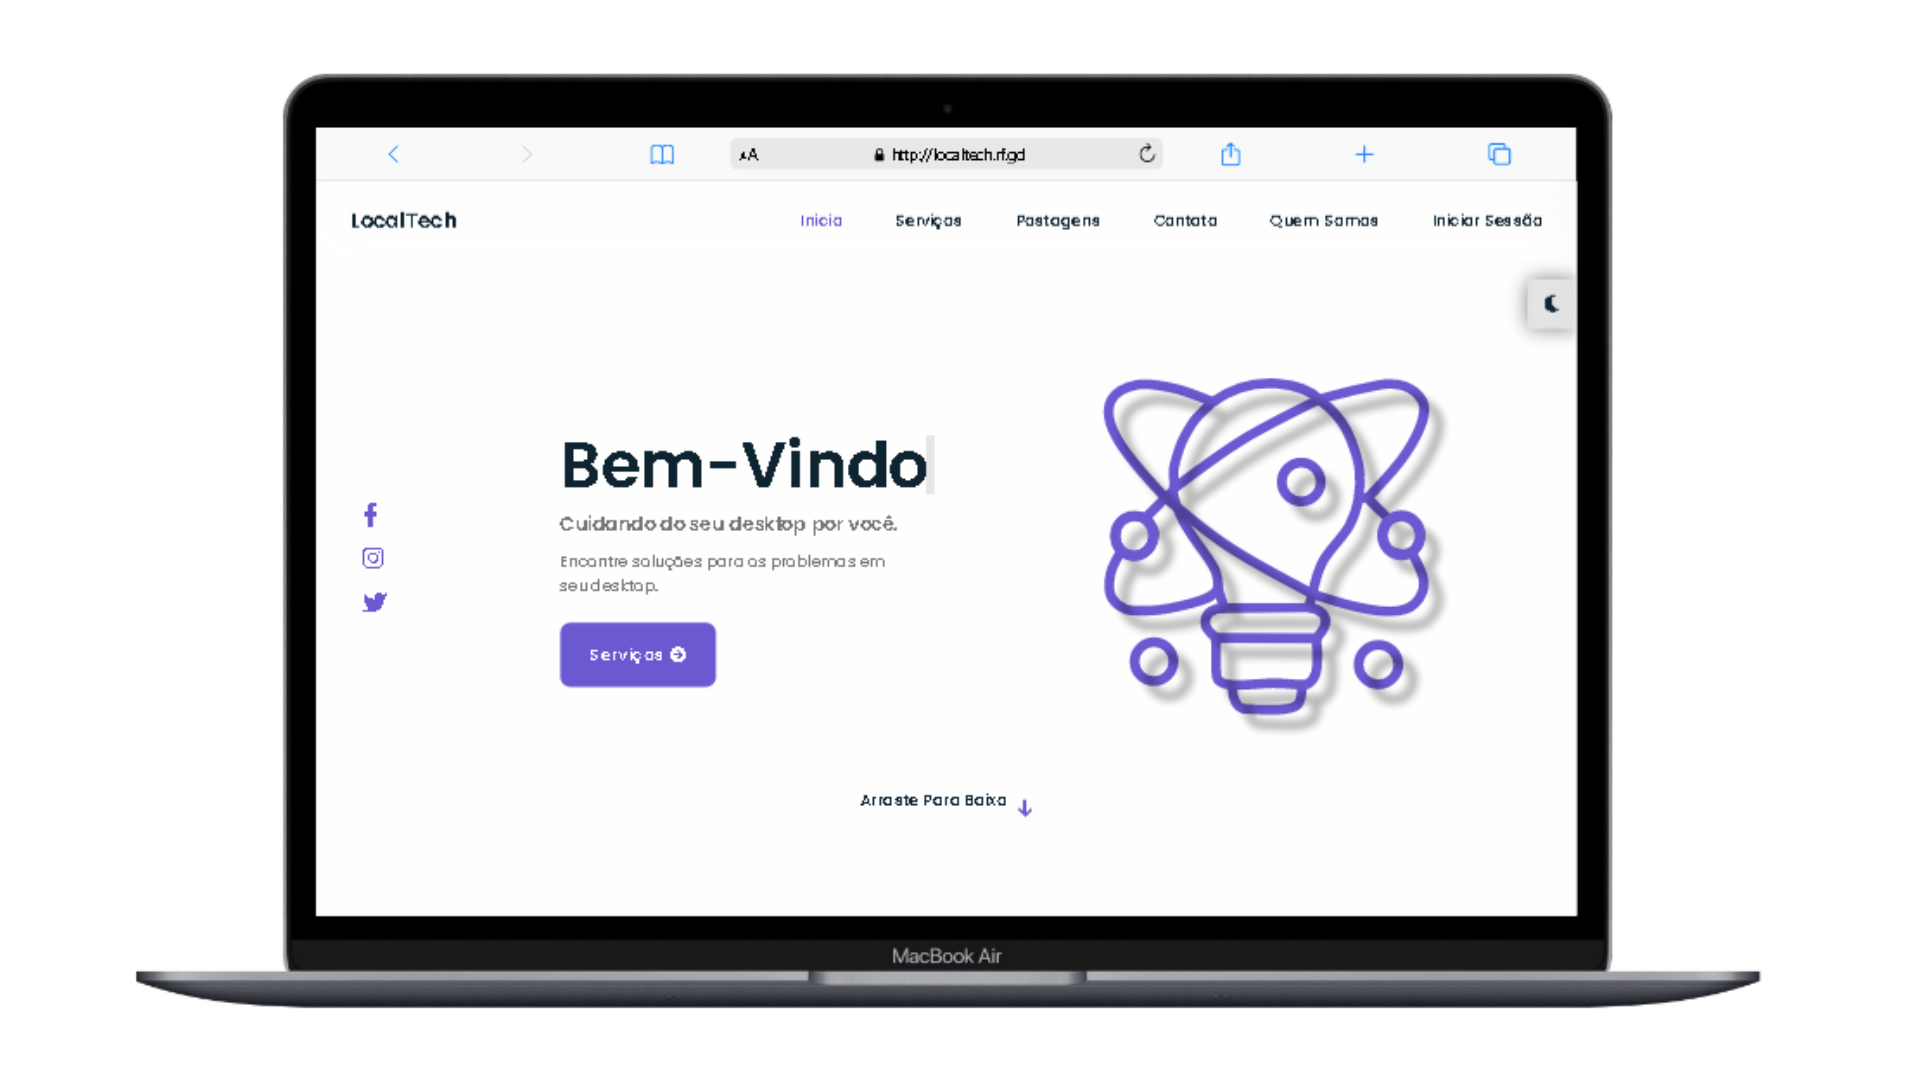 AA http://localtech.rf.gd
LocalTech Inicio Serviços Postagens Contato Quem Somos Iniciar Sessão
Bem-Vindo
Cuidando do seu desktop por você.
Encontre soluções para os problemas em
seu desktop.
Serviços
Arraste Para Baixo
MacBook Air